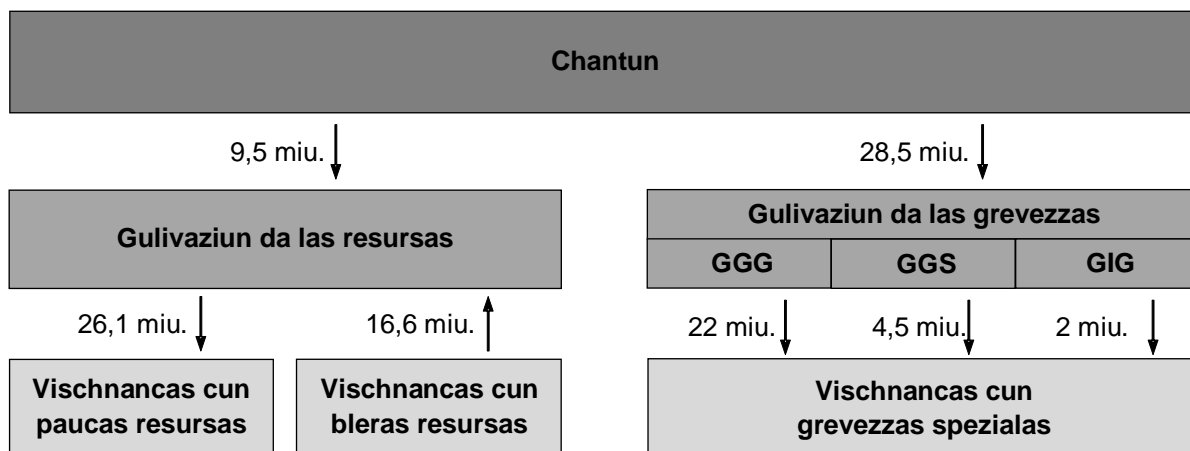 Chantun
9,5 miu.
28,5 miu.
Gulivaziun da las resursas
Gulivaziun da las grevezzas
GGG
GGS
GIG
26,1 miu.
16,6 miu.
22 miu.
4,5 miu.
2 miu.
Vischnancas cun
paucas resursas
Vischnancas cun
bleras resursas
Vischnancas cun
grevezzas spezialas